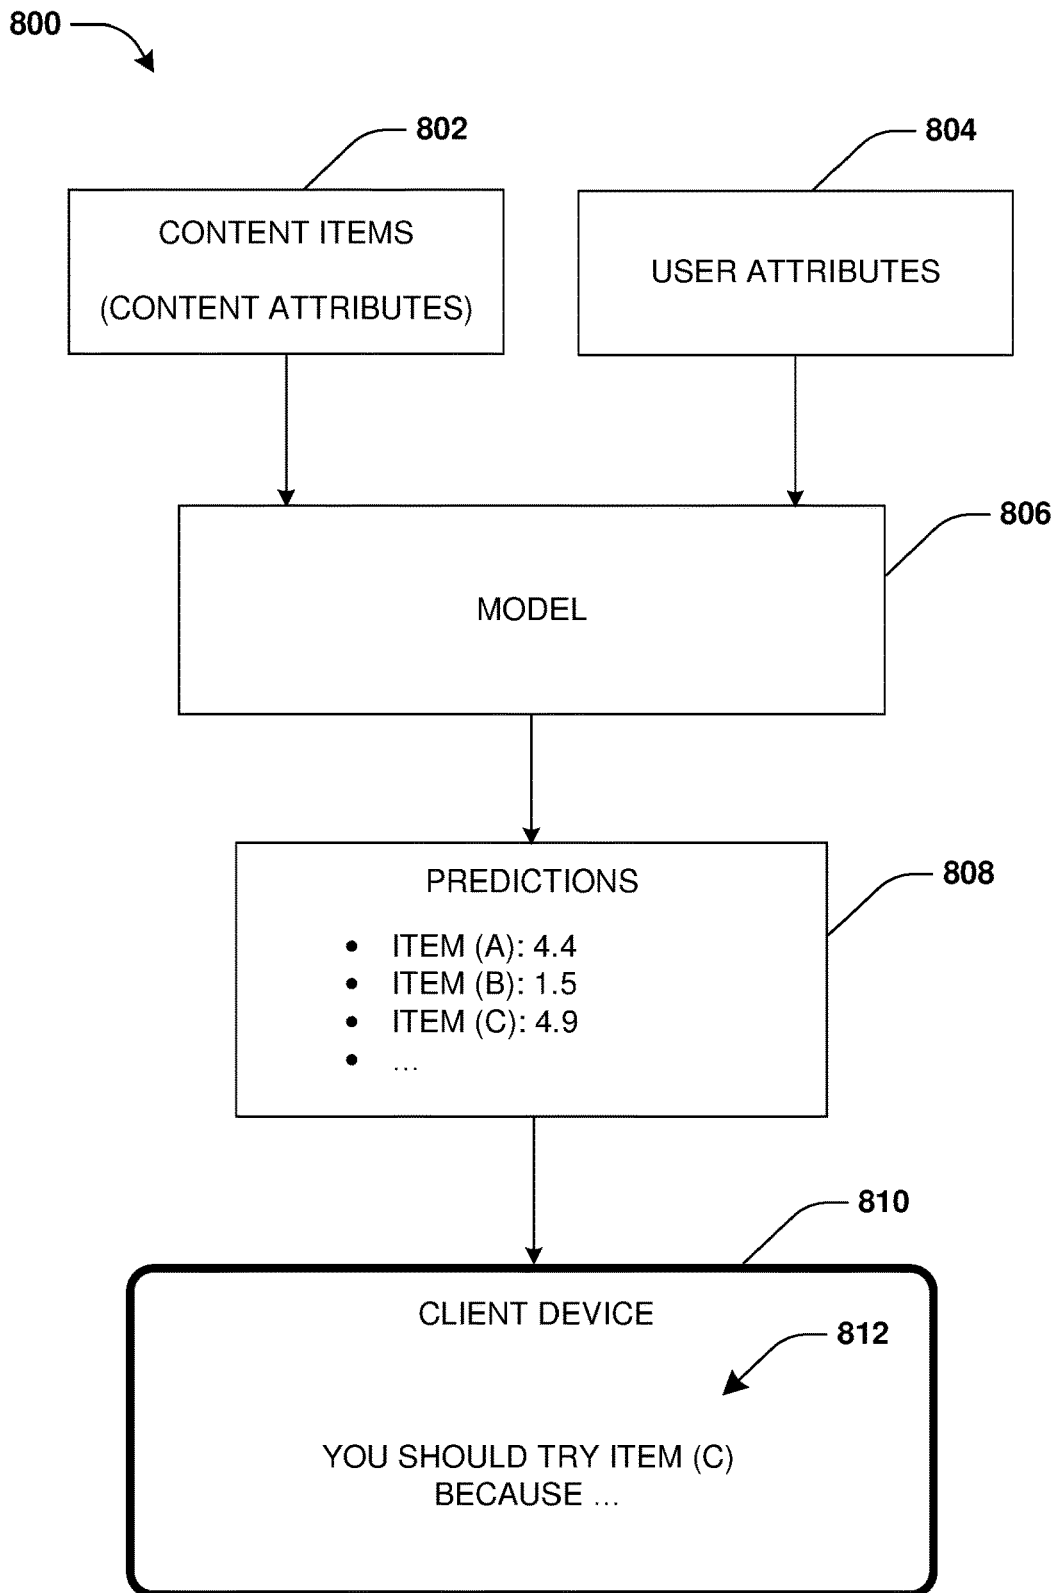 800
802
804
CONTENT ITEMS
(CONTENT ATTRIBUTES)
USER ATTRIBUTES
806
MODEL
808
PREDICTIONS
• ITEM (A): 4.4
• ITEM (B): 1.5
• ITEM (C): 4.9
• ...
810
CLIENT DEVICE
812
YOU SHOULD TRY ITEM (C)
BECAUSE ...